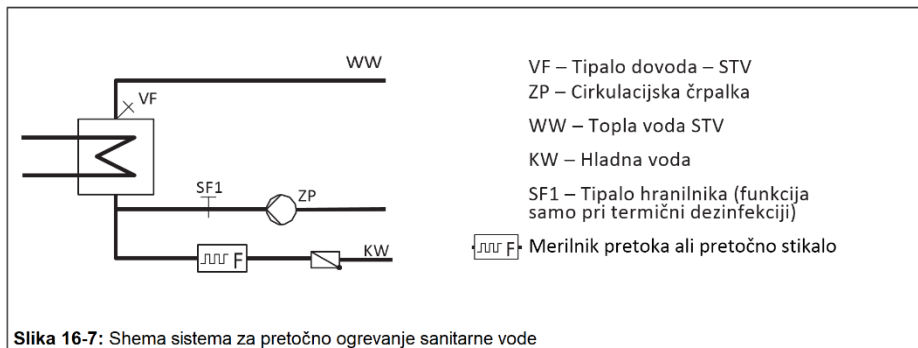 WW
VF
SF1
ZP
F
KW
VF – Tipalo dovoda – STV
ZP – Cirkulacijska črpalka
WW – Topla voda STV
KW – Hladna voda
SF1 – Tipalo hranilnika (funkcija
samo pri termični dezinfekciji)
F Merilnik pretoka ali pretočno stikalo
Slika 16-7: Shema sistema za pretočno ogrevanje sanitarne vode